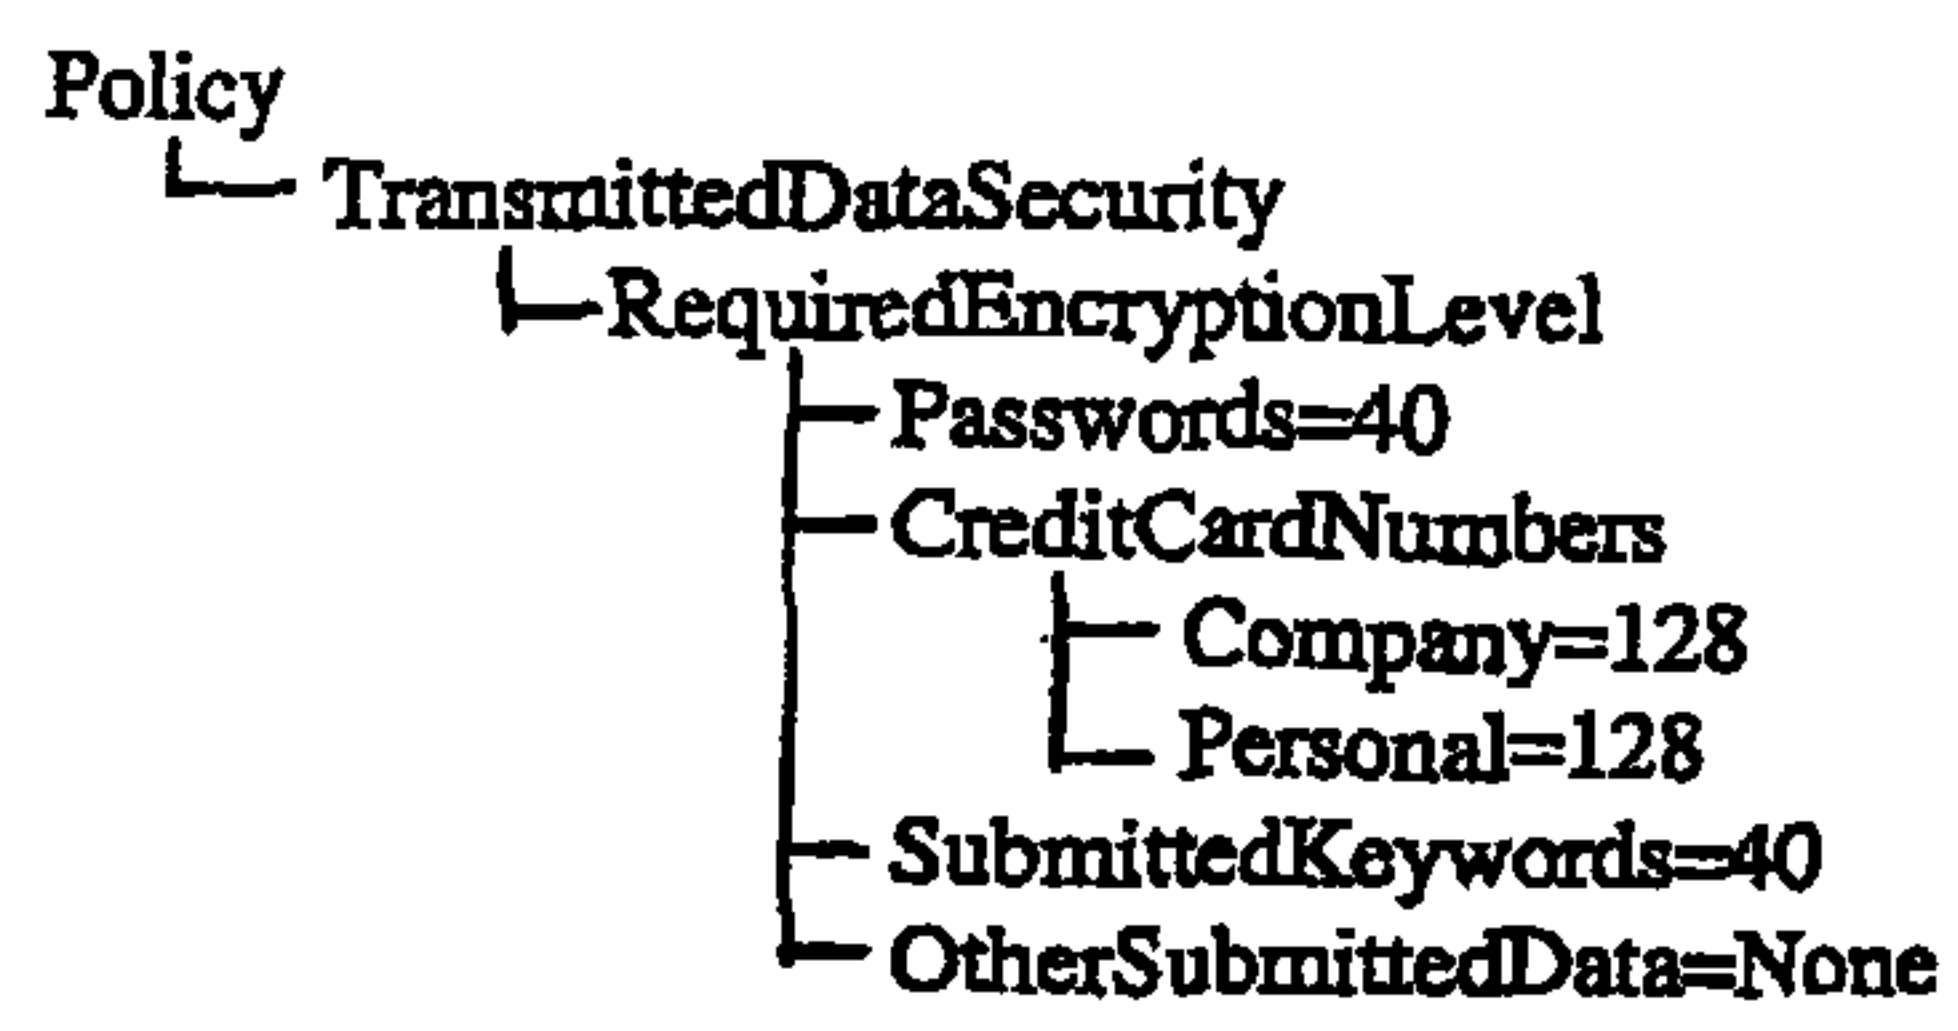 Policy
TransmittedDataSecurity
RequiredEncryptionLevel
Passwords=40
CreditCardNumbers
Company=128
Personal=128
SubmittedKeywords=40
OtherSubmittedData=None